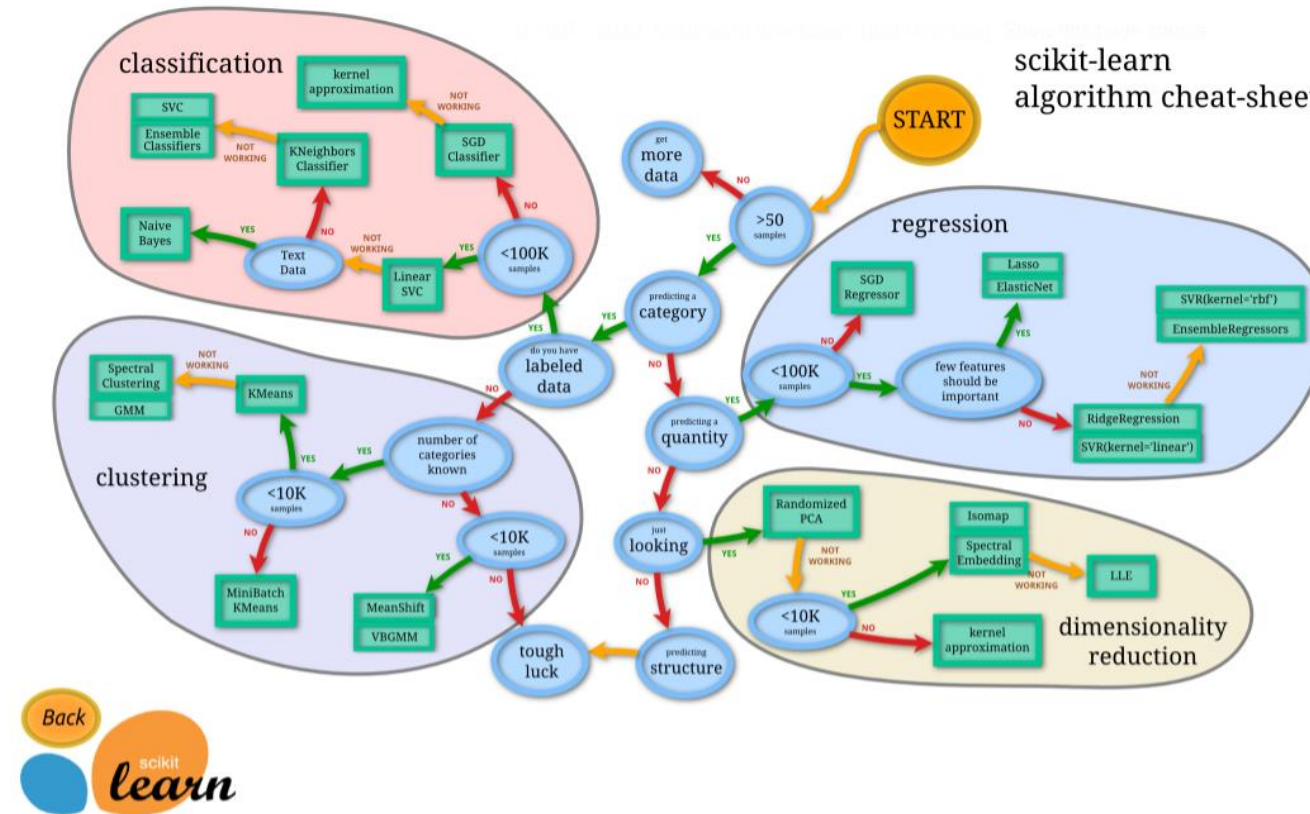 scikit-learn
algorithm cheat-shee
START
get
more
data
NO
>50
samples
YES
predicting a
category
YES
NO
do you have
labeled
data
YES
NO
predicting a
quantity
YES
NO
just
looking
YES
NO
predicting
structure
tough
luck
classification
kernel
approximation
NOT
WORKING
SGD
Classifier
NO
<100K
samples
YES
Linear
SVC
NOT
WORKING
Text
Data
YES
NO
Naive
Bayes
KNeighbors
Classifier
NOT
WORKING
SVC
Ensemble
Classifiers
regression
<100K
samples
NO
YES
SGD
Regressor
few features
should be
important
YES
NO
Lasso
ElasticNet
RidgeRegression
SVR(kernel='linear')
NOT
WORKING
SVR(kernel='rbf')
EnsembleRegressors
clustering
number of
categories
known
YES
NO
<10K
samples
YES
NO
KMeans
NOT
WORKING
Spectral
Clustering
GMM
MiniBatch
KMeans
<10K
samples
YES
NO
MeanShift
VBGMM
dimensionality
reduction
Randomized
PCA
NOT
WORKING
<10K
samples
YES
NO
Isomap
Spectral
Embedding
NOT
WORKING
LLE
kernel
approximation
Back
scikit
learn